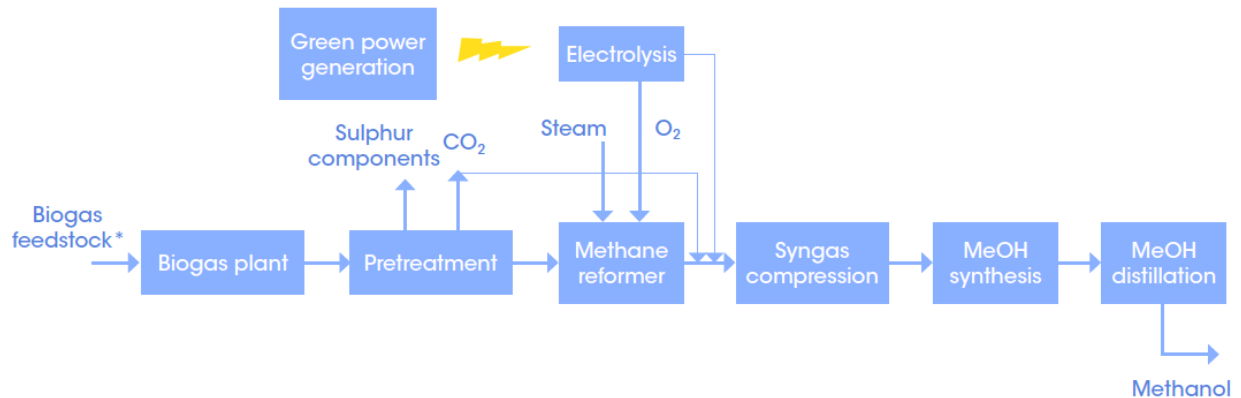 Green power
generation
Electrolysis
Steam
O₂
Sulphur
components
CO₂
Biogas
feedstock*
Biogas plant
Pretreatment
Methane
reformer
Syngas
compression
MeOH
synthesis
MeOH
distillation
Methanol